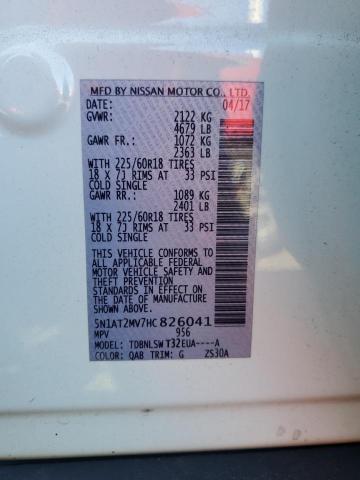 MFD BY NISSAN MOTOR CO., LTD.
DATE: 04/17
GVWR: 2122 KG
4679 LB
GAWR FR.: 1072 KG
2363 LB
WITH 225/60R18 TIRES
18 X 7J RIMS AT 33 PSI
COLD SINGLE
GAWR RR.: 1089 KG
2401 LB
WITH 225/60R18 TIRES
18 X 7J RIMS AT 33 PSI
COLD SINGLE
THIS VEHICLE CONFORMS TO
ALL APPLICABLE FEDERAL
MOTOR VEHICLE SAFETY
AND THEFT PREVENTION
STANDARDS IN EFFECT ON
THE DATE OF MANUFACTURE
SHOWN ABOVE.
5N1AT2MV7HC826041
MPV 956
MODEL: TDBNLSWT32EUA----A
COLOR: QAB TRIM: G ZS30A